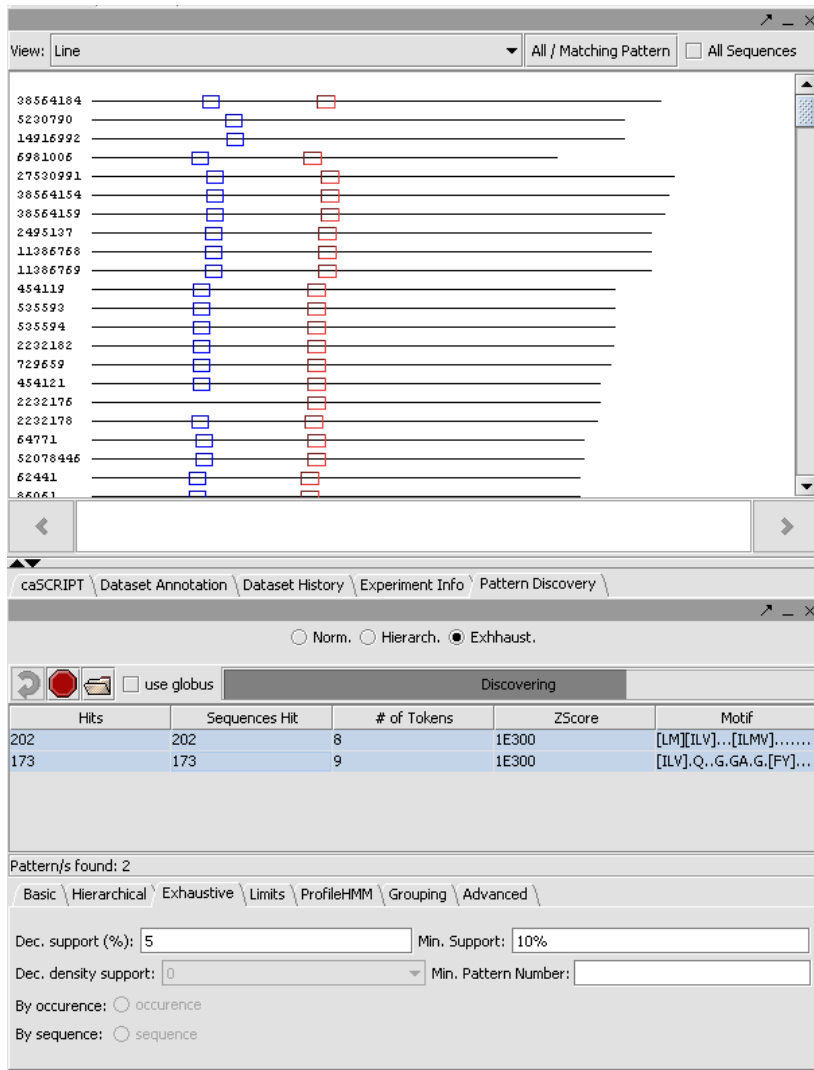 View: Line All / Matching Pattern All Sequences
38564184
5230790
14916992
6981006
27530991
38564154
38564159
2495137
11386768
11386769
454119
535593
535594
2232182
729659
454121
2232176
2232178
64771
52078446
62441
86061
caSCRIPT Dataset Annotation Dataset History Experiment Info Pattern Discovery
Norm. Hierarch. Exhhaust.
use globus Discovering
Hits Sequences Hit # of Tokens ZScore Motif
202 202 8 1E300 [LM][ILV]...[ILMV].......
173 173 9 1E300 [ILV].Q..G.GA.G.[FY]...
Pattern/s found: 2
Basic Hierarchical Exhaustive Limits ProfileHMM Grouping Advanced
Dec. support (%): 5 Min. Support: 10%
Dec. density support: 0 Min. Pattern Number:
By occurence: occurence
By sequence: sequence